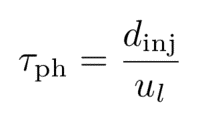 τ_ph = d_inj / u_l